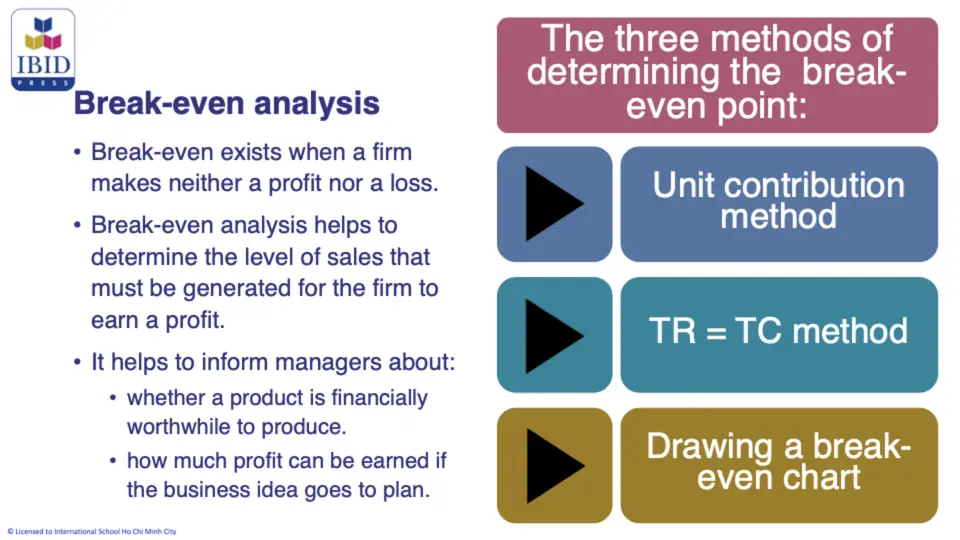 IBID
PRESS
Break-even analysis
• Break-even exists when a firm
makes neither a profit nor a loss.
• Break-even analysis helps to
determine the level of sales that
must be generated for the firm to
earn a profit.
• It helps to inform managers about:
• whether a product is financially
worthwhile to produce.
• how much profit can be earned if
the business idea goes to plan.
The three methods of
determining the break-
even point:
Unit contribution
method
TR = TC method
Drawing a break-
even chart
© Licensed to International School Ho Chi Minh City